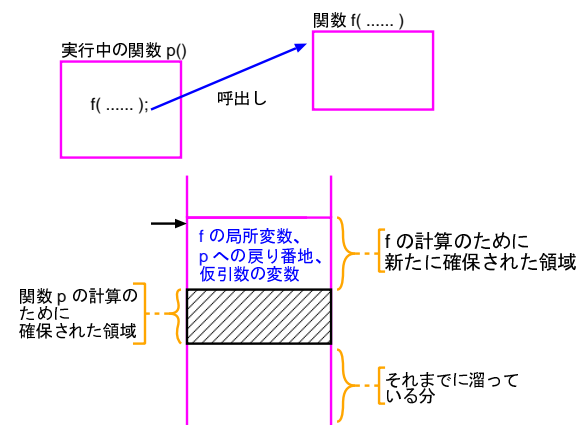 関数 f( ...... )
実行中の関数 p()
f( ...... );
呼出し
f の局所変数、
p への戻り番地、
仮引数の変数
f の計算のために
新たに確保された領域
関数 p の計算の
ために
確保された領域
それまでに溜って
いる分